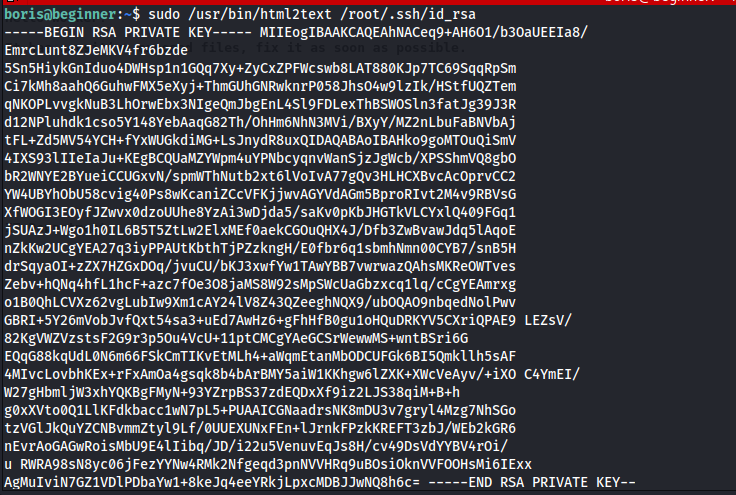 boris@beginner:~$ sudo /usr/bin/html2text /root/.ssh/id_rsa
-----BEGIN RSA PRIVATE KEY----- MIIEogIBAAKCAQEAhNACeq9+AH6O1/b3OaUEEIa8/
EmrcLunt8ZJeMKV4fr6bzde
5Sn5HiykGnIduo4DWHsp1n1GQq7Xy+ZyCxZPFWcswb8LAT880KJp7TC69SqqRpSm
Ci7kMh8aahQ6GuhwFMX5eXyj+ThmGUhGNRwknrP058JhsO4w9lzIk/HStfUQZTem
qNKOPLvvgkNuB3LhOrwEbx3NIgeQmJbgEnL4Sl9FDLexThBSWOSln3fatJg39J3R
d12NPluhdk1cso5Y148YebAaqG82Th/OhHm6NhN3MVi/BXyY/MZ2nLbuFaBNVbAj
tFL+Zd5MV54YCH+fYxWUGkdiMG+LsJnydR8uxQIDAQABAoIBAHko9goMTOuQiSmV
4IXS93lIIeIaJu+KEgBCQUaMZYWpm4uYPNbcyqnvWanSjzJgWcb/XPSShmVQ8gbO
bR2WNYE2BYueiCCUGxvN/spmWThNutb2xt6lVoIvA77gQv3HLHCXBvcAcOprvCC2
YW4UBYhObU58cvig40Ps8wKcaniZCcVFKjjwvAGYVdAGm5BproRIvt2M4v9RBVsG
XfWOGI3EOyfJZwvx0dzoUUhe8YzAi3wDjda5/saKv0pKbJHGTkVLCYxlQ409FGq1
jSUAzJ+Wgo1h0IL6B5T5ZtLw2ElxMEf0aekCGOuQHX4J/Dfb3ZwBvawJdq5lAqoE
nZkKw2UCgYEA27q3iyPPAUtKbthTjPZzkngH/E0fbr6q1sbmhNmn00CYB7/snB5H
drSqyaOI+zZX7HZGxDOq/jvuCU/bKJ3xwfYw1TAwYBB7vwrwazQAhsMKReOWTves
Zebv+hQNq4hfL1hcF+azc7fOe3O8jaMS8W92sMpSWcUaGbzxcq1lq/cCgYEAmrxg
o1B0QhLCVXz62vgLubIw9Xm1cAY24lV8Z43QZeeghNQX9/ubOQAO9nbqedNolPwv
GBRI+5Y26mVobJvfQxt54sa3+uEd7AwHz6+gFhHfB0gu1oHQuDRKYV5CXriQPAE9 LEZsV/
82KgVWZVzstsF2G9r3p5Ou4VcU+11ptCMCgYAeGCSrWewwMS+wntBSri6G
EQqG88kqUdL0N6m66FSkCmTIKvEtMLh4+aWqmEtanMbODCUFGk6BI5Qmkllh5sAF
4MIvcLovbhKEx+rFxAmOa4gsqk8b4bArBMY5aiW1KKhgw6lZXK+XWcVeAyv/+iXO C4YmEI/
W27gHbmljW3xhYQKBgFMyN+93YZrpBS37zdEQDxXf9iz2LJS38qiM+B+h
g0xXVto0Q1LlKFdkbacc1wN7pL5+PUAAICGNaadrsNK8mDU3v7gryl4Mzg7NhSGo
tzVGlJkQuYZCNBvmmZtyl9Lf/0UUEXUNxFEn+lJrnkFPzkKREFT3zbJ/WEb2kGR6
nEvrAoGAGwRoisMbU9E4lIibq/JD/i22u5VenuvEqJs8H/cv49DsVdYYBV4rOi/
u RWRA98sN8yc06jFezYYNw4RMk2Nfgeqd3pnNVVHRq9uBOsiOknVVFOOHsMi6IExx
AgMuIviN7GZ1VDlPDbaYw1+8keJq4eeYRkjLpxcMDBJJwNQ8h6c= -----END RSA PRIVATE KEY--